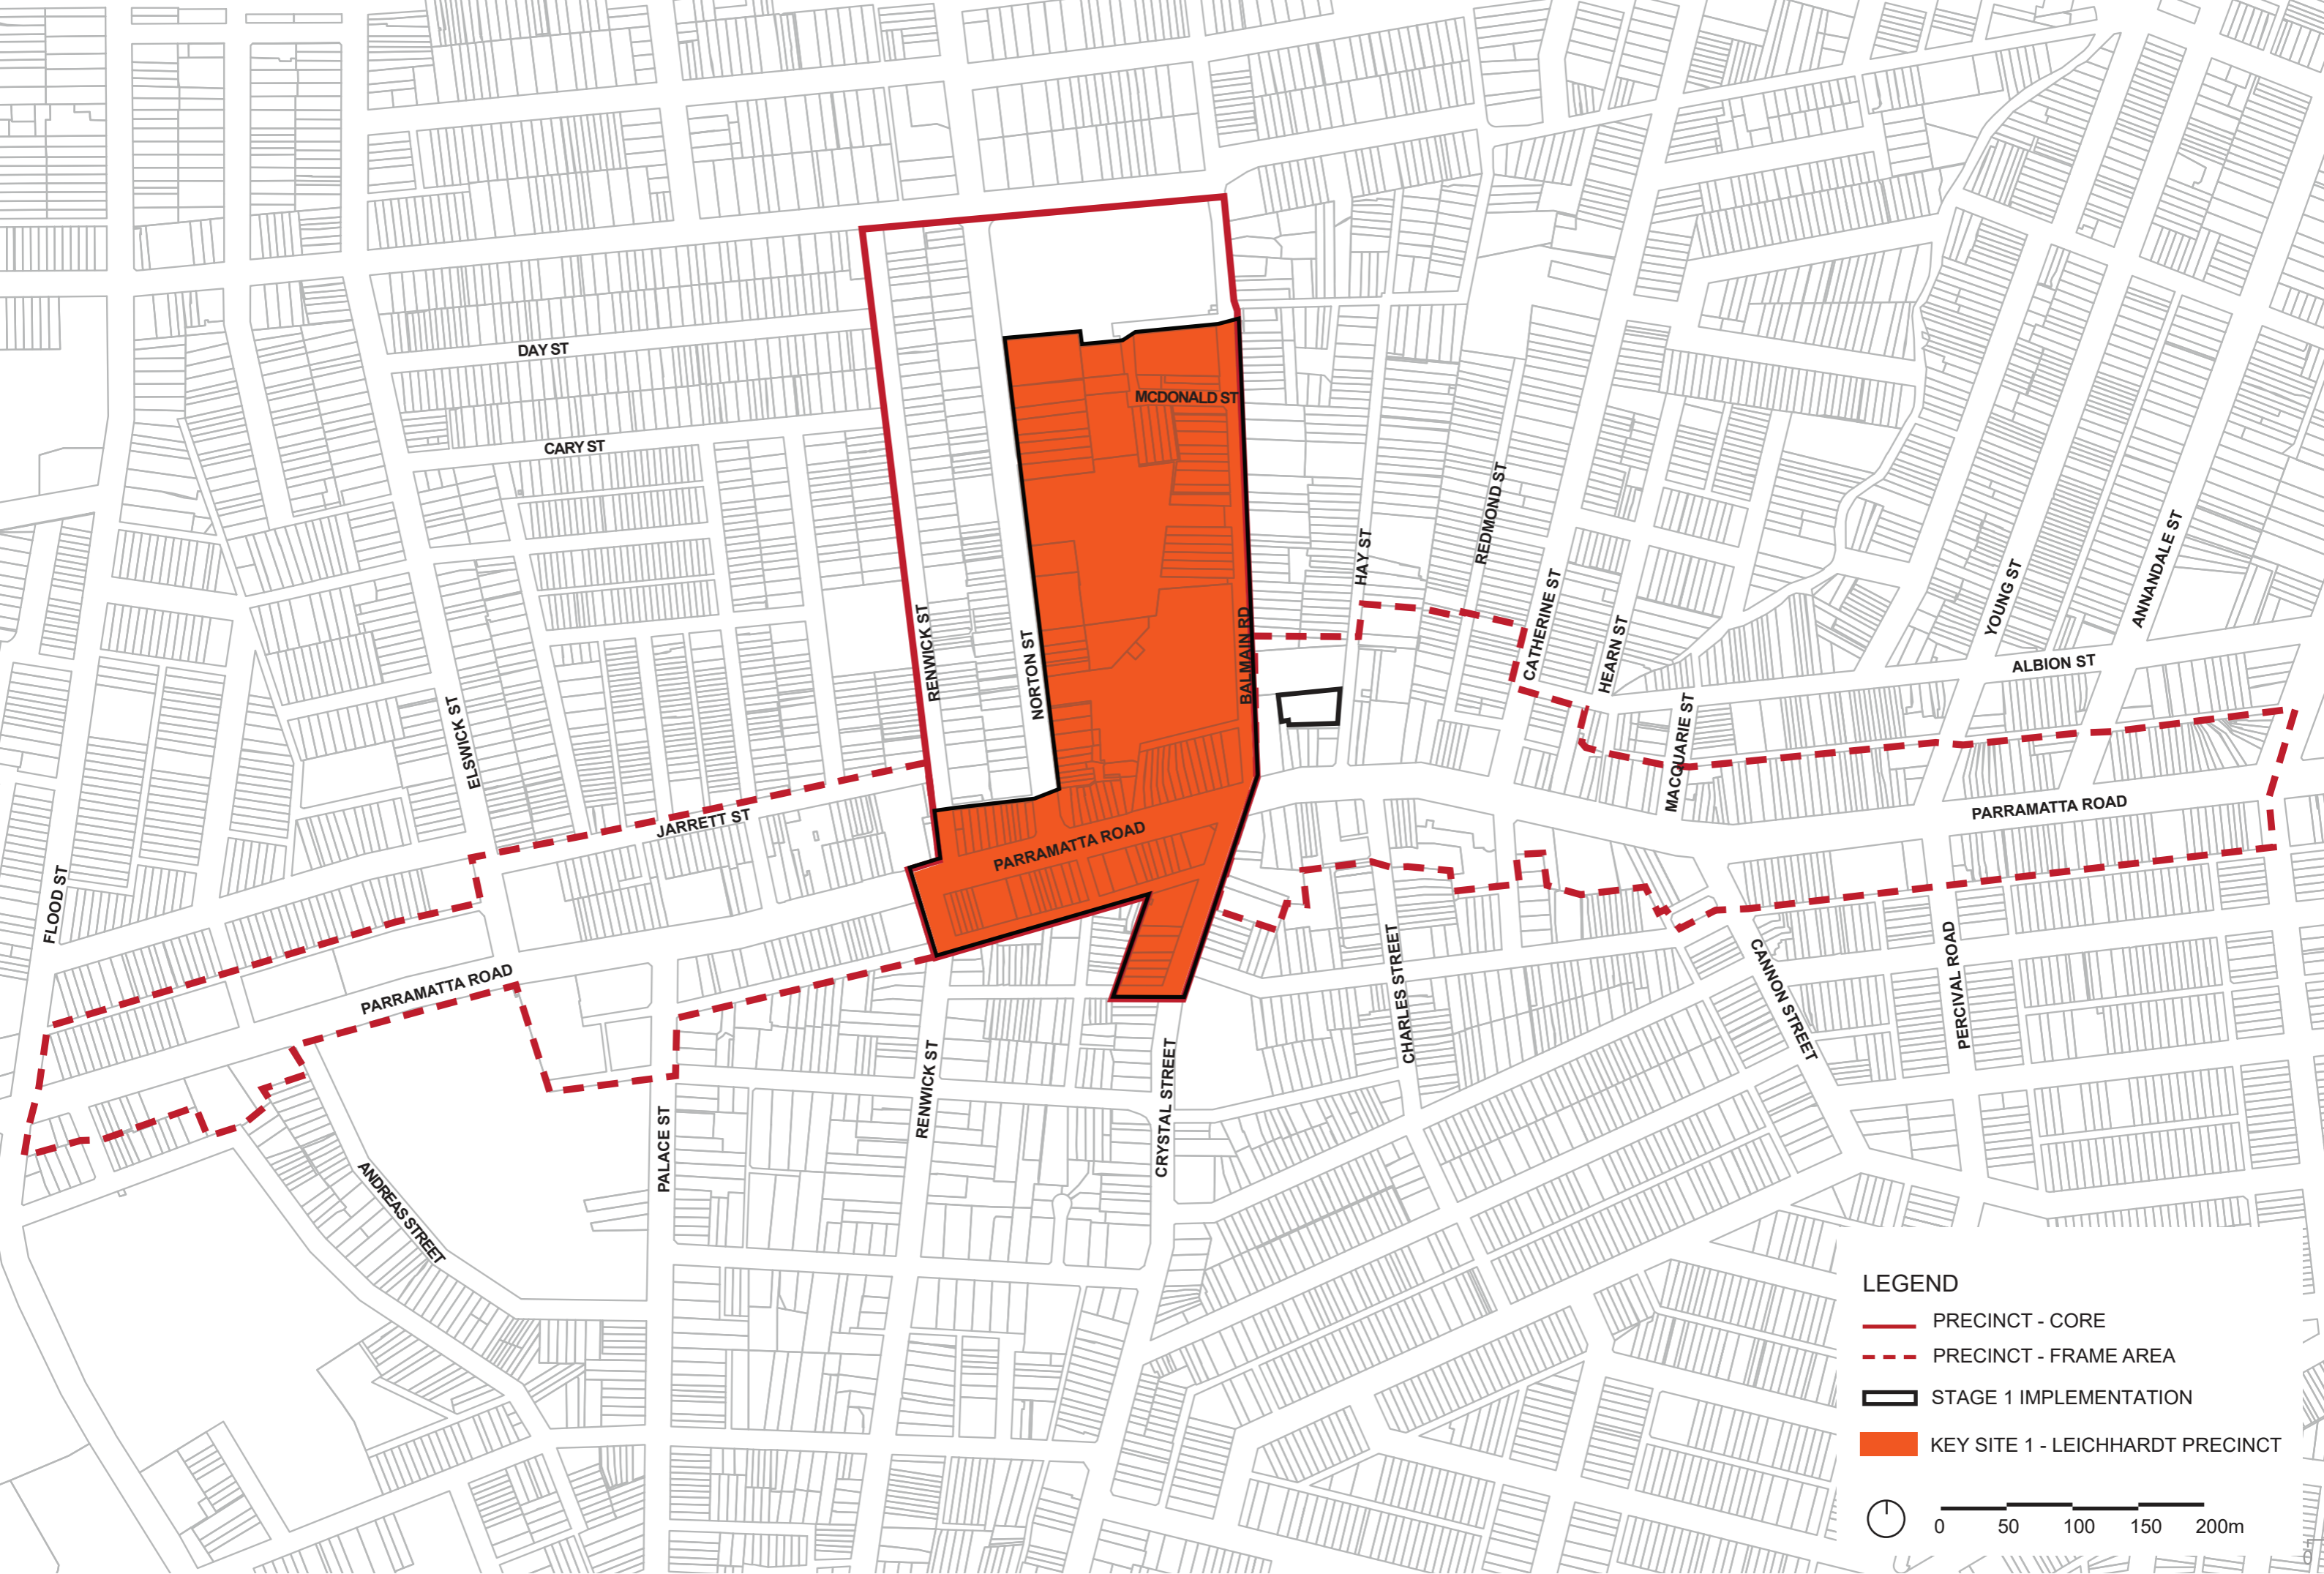 DAY ST
MCDONALD ST
CARY ST
REDMOND ST
HAY ST
ANNANDALE ST
YOUNG ST
CATHERINE ST
HEARN ST
RENWICK ST
NORTON ST
BALMAIN RD
ALBION ST
ELSWICK ST
MACQUARIE ST
JARRETT ST
PARRAMATTA ROAD
PARRAMATTA ROAD
FLOOD ST
PARRAMATTA ROAD
CHARLES STREET
CANNON STREET
PERCIVAL ROAD
RENWICK ST
CRYSTAL STREET
PALACE ST
ANDREAS STREET
LEGEND
PRECINCT - CORE
PRECINCT - FRAME AREA
STAGE 1 IMPLEMENTATION
KEY SITE 1 - LEICHHARDT PRECINCT
0 50 100 150 200m